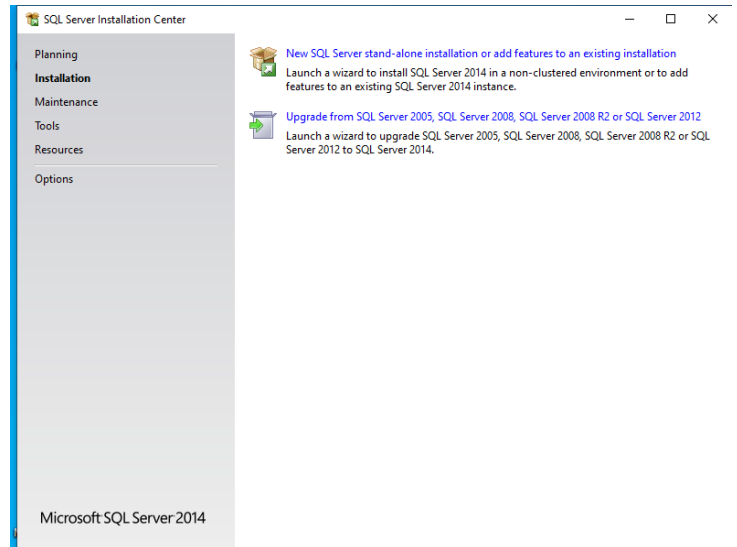 SQL Server Installation Center
Planning
Installation
Maintenance
Tools
Resources
Options
New SQL Server stand-alone installation or add features to an existing installation
Launch a wizard to install SQL Server 2014 in a non-clustered environment or to add
features to an existing SQL Server 2014 instance.
Upgrade from SQL Server 2005, SQL Server 2008, SQL Server 2008 R2 or SQL Server 2012
Launch a wizard to upgrade SQL Server 2005, SQL Server 2008, SQL Server 2008 R2 or SQL
Server 2012 to SQL Server 2014.
Microsoft SQL Server 2014